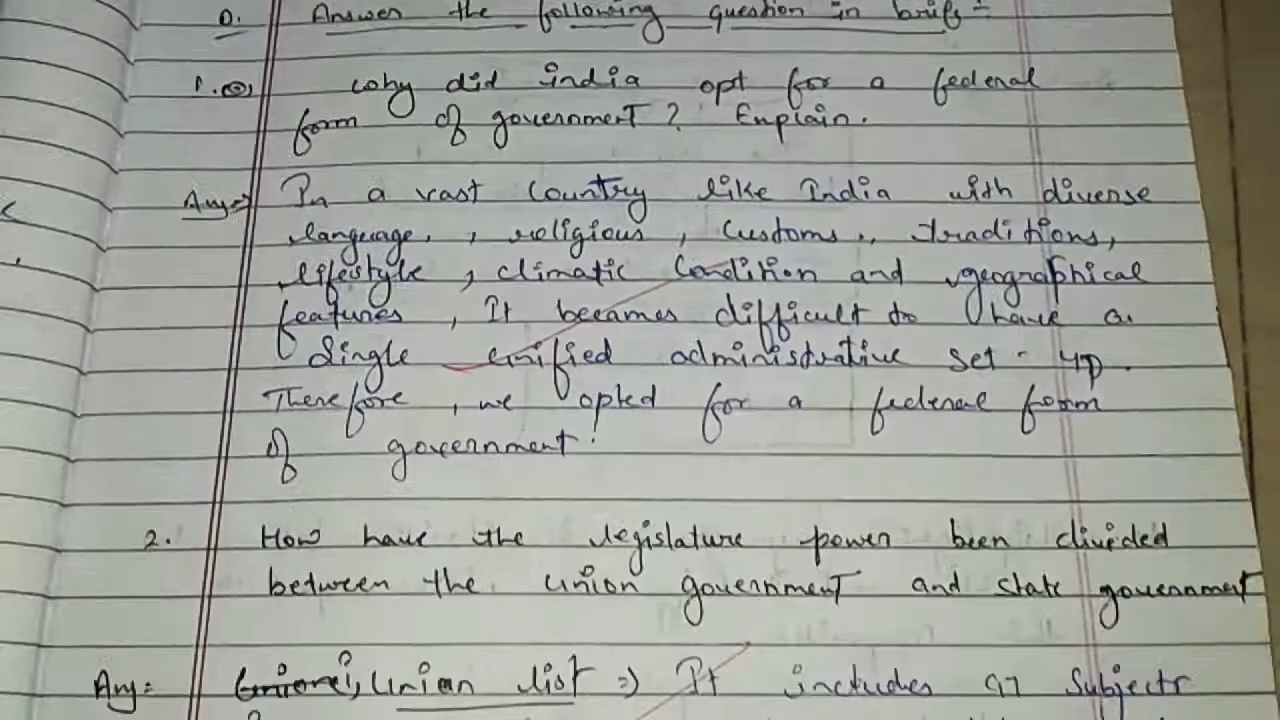 D. Answer the following question in briefs-
1. Q, why did india opt for a federal
form of government? Explain.
Ans⇒ In a vast Country like India with diverse
language, , religious, Customs., traditions,
lifestyle, climatic Condition and geographical
features, It becames difficult to have a.
Single unified administrative set-up.
Therefore, we opted for a federal form
of government!
2. How have the legislature power been divided
between the union government and state government
Ans= Union list ⇒ It includes 97 Subjects